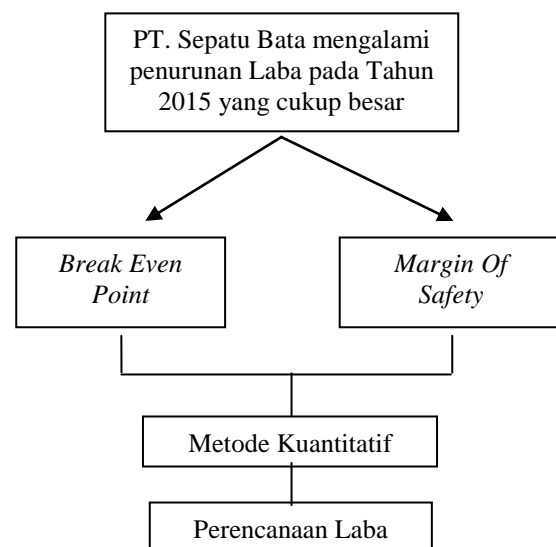 PT. Sepatu Bata mengalami
penurunan Laba pada Tahun
2015 yang cukup besar
Break Even
Point
Margin Of
Safety
Metode Kuantitatif
Perencanaan Laba